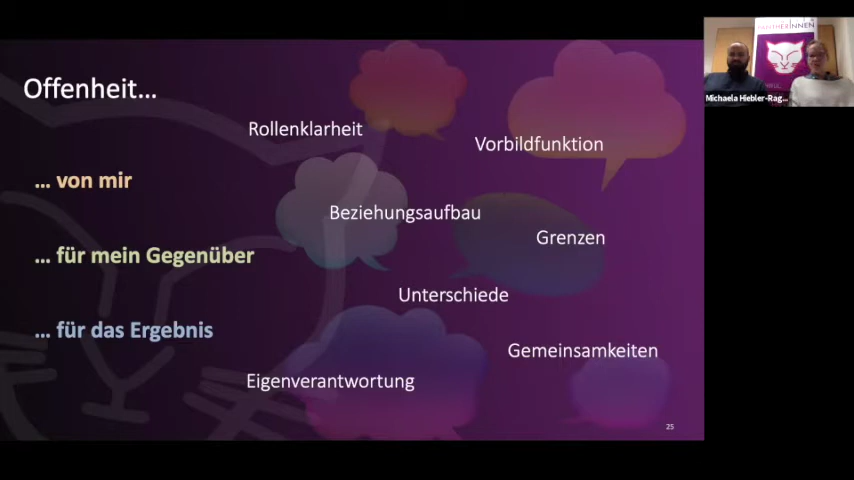 Offenheit...
... von mir
... für mein Gegenüber
... für das Ergebnis
Rollenklarheit
Vorbildfunktion
Beziehungsaufbau
Grenzen
Unterschiede
Gemeinsamkeiten
Eigenverantwortung
25
Michaela Hiebler-Rag...